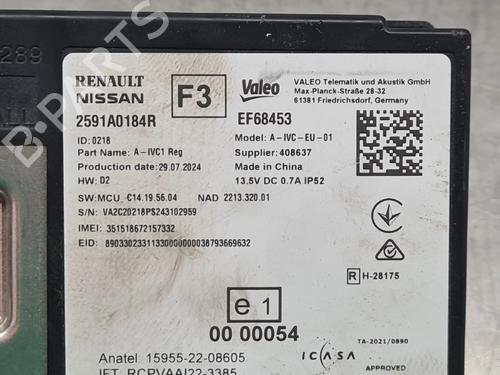 289
RENAULT
NISSAN
F3
Valeo
VALEO Telematik und Akustik GmbH
Max-Planck-Straße 28-32
61381 Friedrichsdorf, Germany
2591A0184R
EF68453
ID:0218
Model: A-IVC-EU-01
Part Name: A-IVC1 Reg
Supplier: 408637
Production date: 29.07.2024
Made in China
HW: D2
13.5V DC 0.7A IP52
SW:MCU_C14.19.56.04 NAD 2213.320.01
S/N: VA2C20218PS243102959
IMEI: 351518672157332
EID: 89033023311330000000038793669632
R H-28175
e1
00 00054
TA-2021/0890
ICASA
APPROVED
Anatel: 15955-22-08605
IFT: RCPVAAI22-3385